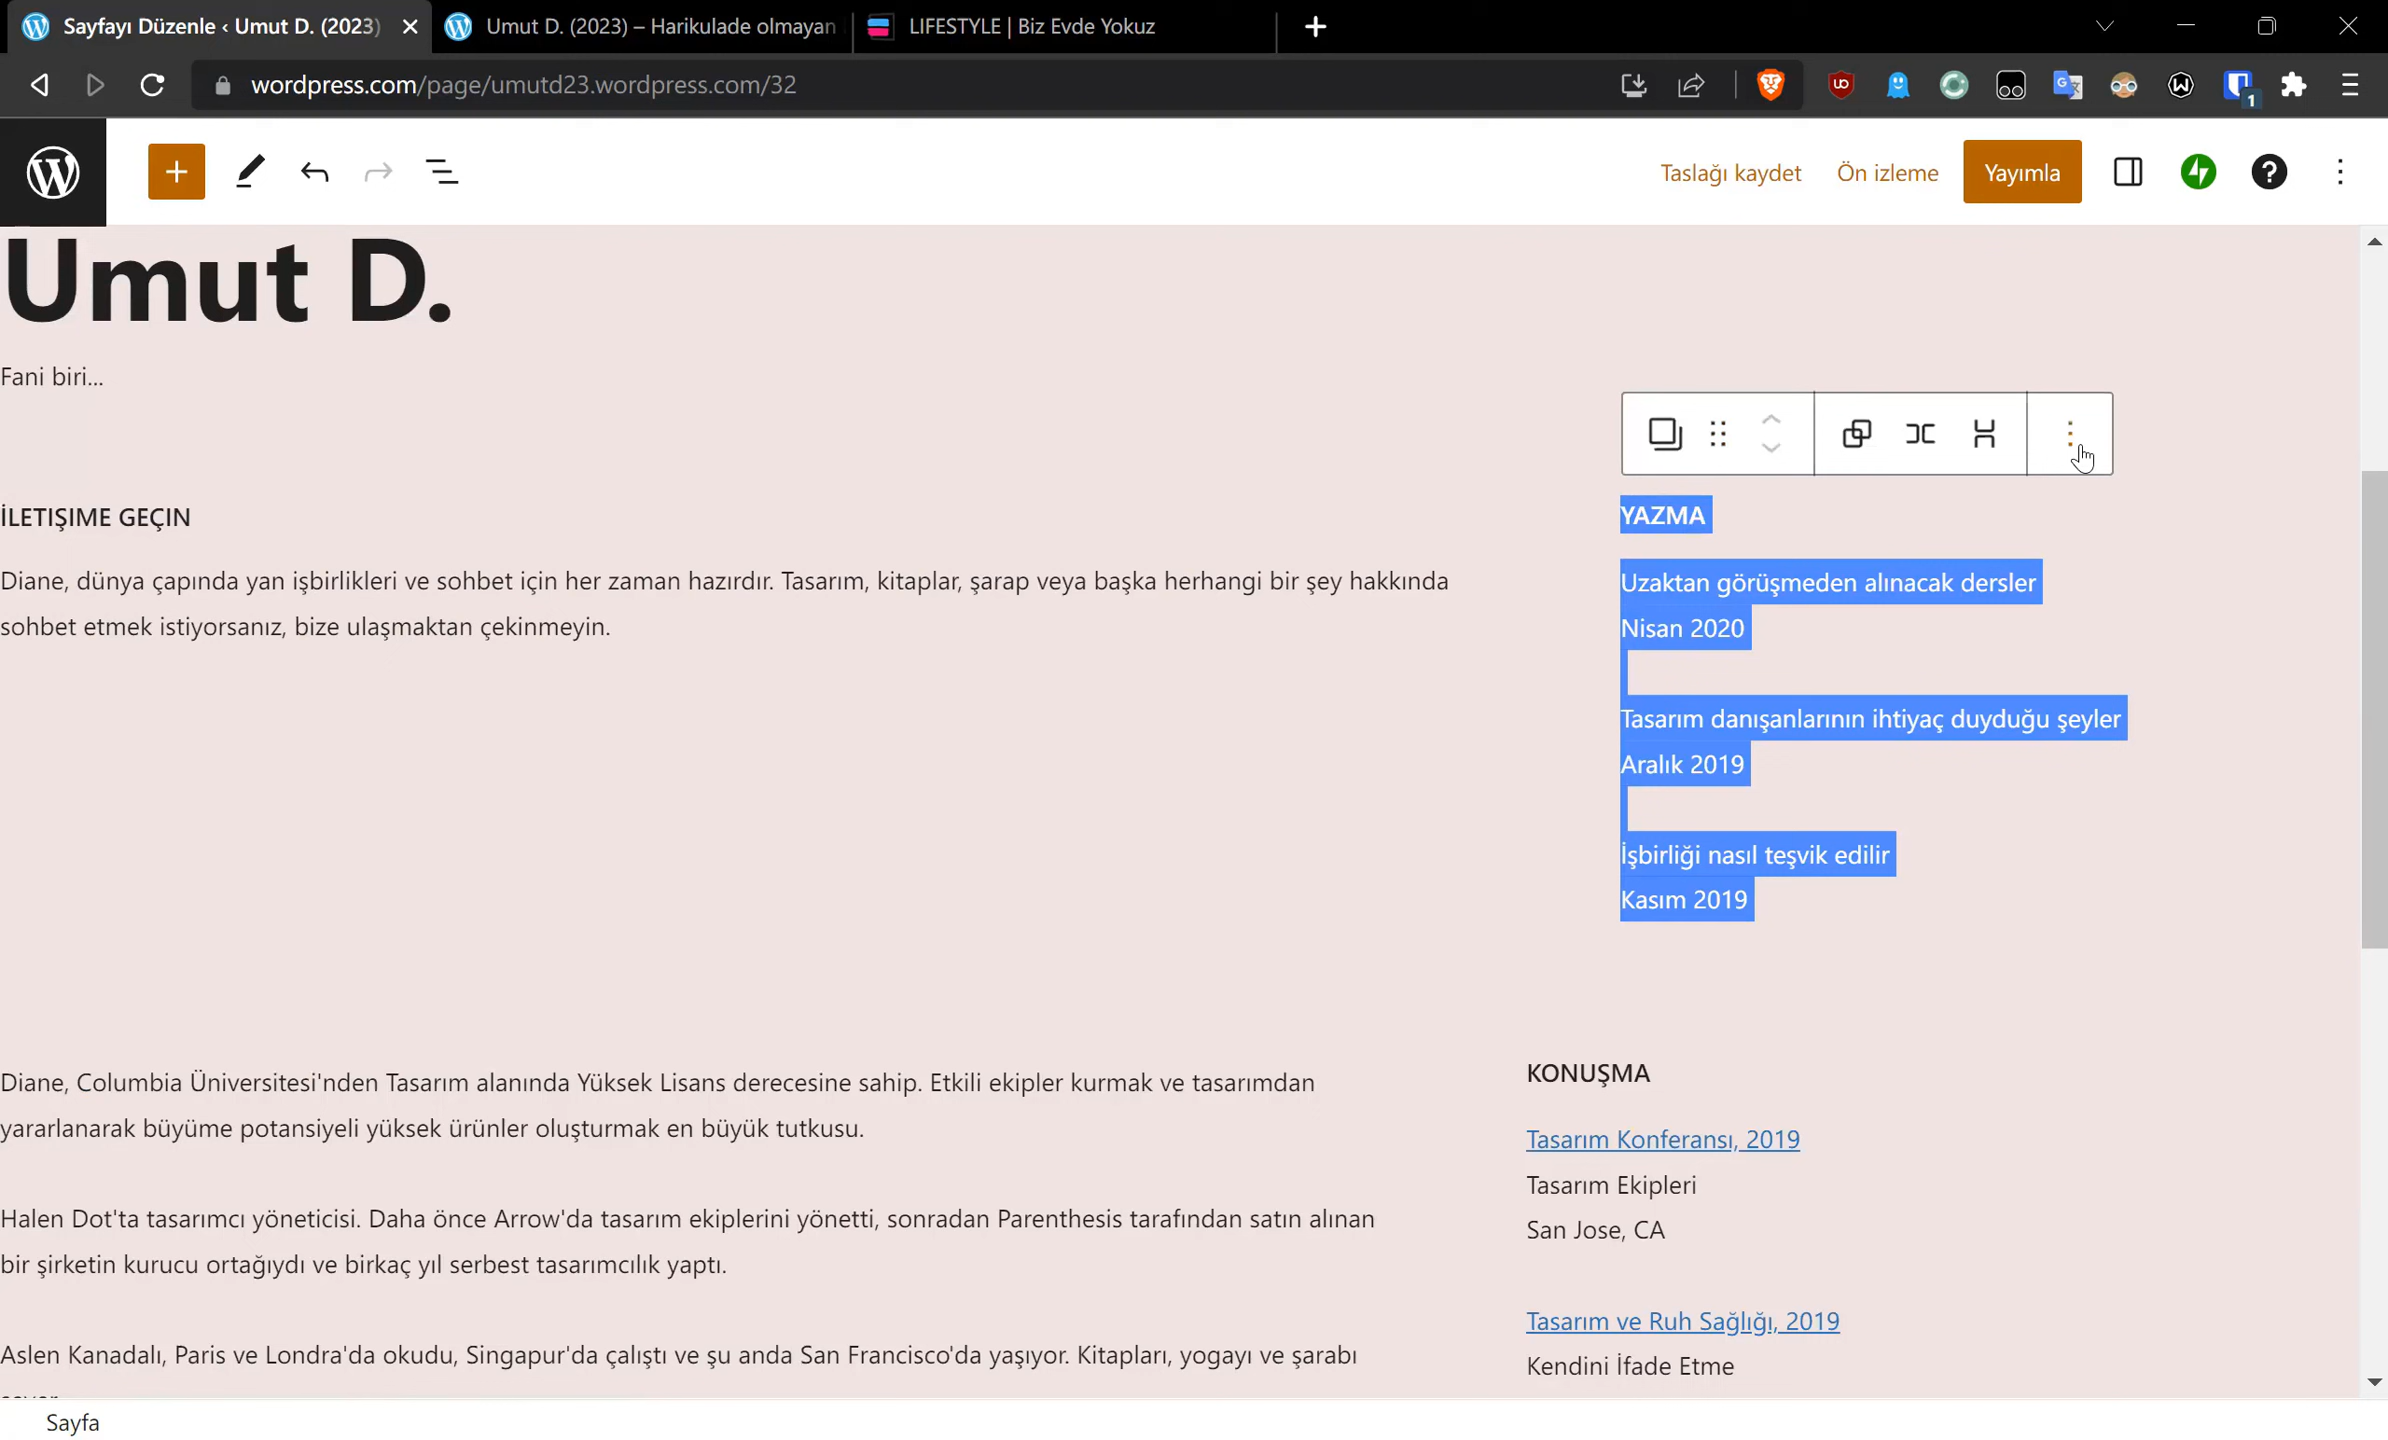 Sayfayı Düzenle ‹ Umut D. (2023)
Umut D. (2023) – Harikulade olmayan
LIFESTYLE | Biz Evde Yokuz
wordpress.com/page/umutd23.wordpress.com/32
1
Taslağı kaydet
Ön izleme
Yayımla
Umut D.
Fani biri...
İLETIŞIME GEÇIN
Diane, dünya çapında yan işbirlikleri ve sohbet için her zaman hazırdır. Tasarım, kitaplar, şarap veya başka herhangi bir şey hakkında
sohbet etmek istiyorsanız, bize ulaşmaktan çekinmeyin.
YAZMA
Uzaktan görüşmeden alınacak dersler
Nisan 2020
Tasarım danışanlarının ihtiyaç duyduğu şeyler
Aralık 2019
İşbirliği nasıl teşvik edilir
Kasım 2019
Diane, Columbia Üniversitesi'nden Tasarım alanında Yüksek Lisans derecesine sahip. Etkili ekipler kurmak ve tasarımdan
yararlanarak büyüme potansiyeli yüksek ürünler oluşturmak en büyük tutkusu.
Halen Dot'ta tasarımcı yöneticisi. Daha önce Arrow'da tasarım ekiplerini yönetti, sonradan Parenthesis tarafından satın alınan
bir şirketin kurucu ortağıydı ve birkaç yıl serbest tasarımcılık yaptı.
Aslen Kanadalı, Paris ve Londra'da okudu, Singapur'da çalıştı ve şu anda San Francisco'da yaşıyor. Kitapları, yogayı ve şarabı
KONUŞMA
Tasarım Konferansı, 2019
Tasarım Ekipleri
San Jose, CA
Tasarım ve Ruh Sağlığı, 2019
Kendini İfade Etme
Sayfa